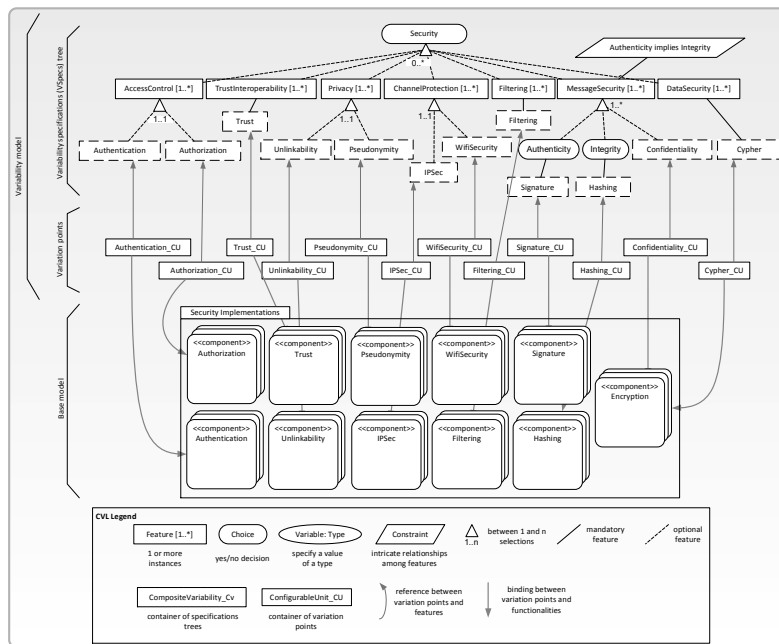 Security
Authenticity implies Integrity
0..*
AccessControl [1..*]
TrustInteroperability [1..*]
Privacy [1..*]
ChannelProtection [1..*]
Filtering [1..*]
MessageSecurity [1..*]
DataSecurity [1..*]
1..1
1..1
1..1
1..*
Trust
Filtering
Authentication
Authorization
Unlinkability
Pseudonymity
WifiSecurity
Authenticity
Integrity
Confidentiality
Cypher
IPSec
Signature
Hashing
Variability model
Variability specifications (VSpecs) tree
Variation points
Base model
Authentication_CU
Trust_CU
Pseudonymity_CU
WifiSecurity_CU
Signature_CU
Confidentiality_CU
Authorization_CU
Unlinkability_CU
IPSec_CU
Filtering_CU
Hashing_CU
Cypher_CU
Security Implementations
<<component>>
Authorization
<<component>>
Trust
<<component>>
Pseudonymity
<<component>>
WifiSecurity
<<component>>
Signature
<<component>>
Encryption
<<component>>
Authentication
<<component>>
Unlinkability
<<component>>
IPSec
<<component>>
Filtering
<<component>>
Hashing
CVL Legend
Feature [1..*]
1 or more
instances
Choice
yes/no decision
Variable: Type
specify a value
of a type
Constraint
intricate relationships
among features
1..n
between 1 and n
selections
mandatory
feature
optional
feature
CompositeVariability_Cv
container of specifications
trees
ConfigurableUnit_CU
container of variation
points
reference between
variation points and
features
binding between
variation points and
functionalities